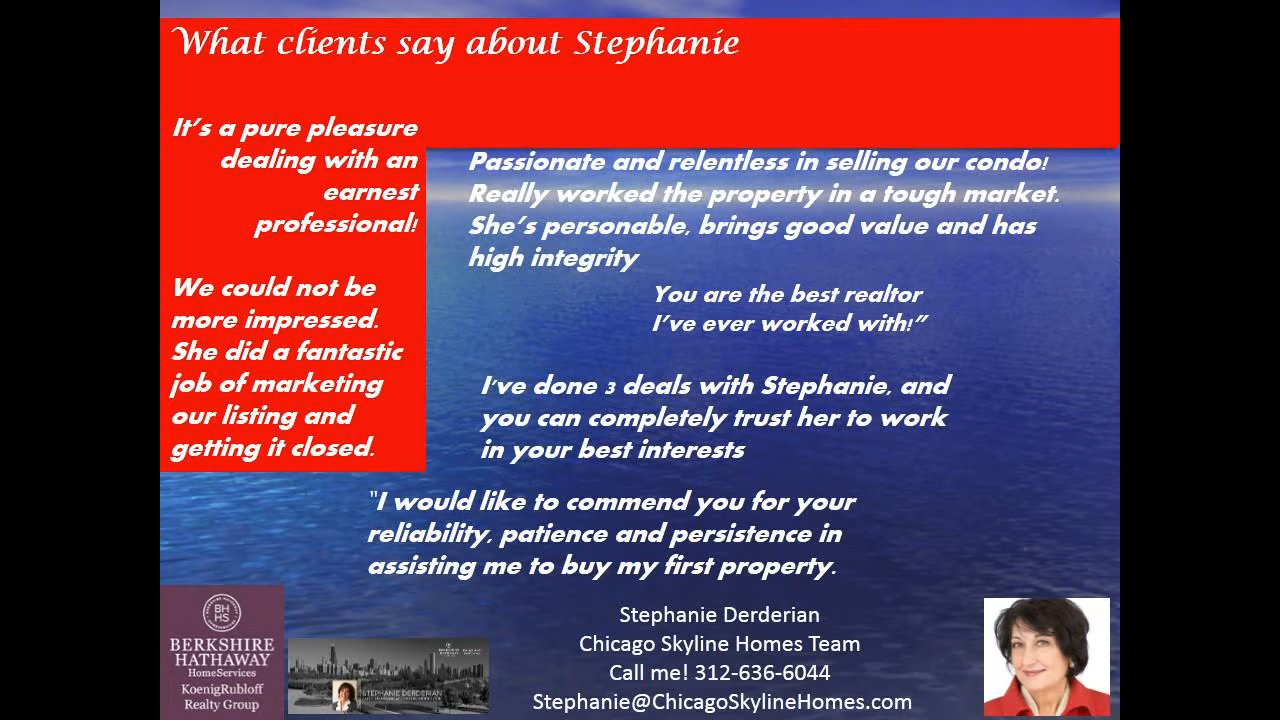 What clients say about Stephanie
It's a pure pleasure
dealing with an
earnest
professional!
We could not be
more impressed.
She did a fantastic
job of marketing
our listing and
getting it closed.
Passionate and relentless in selling our condo!
Really worked the property in a tough market.
She's personable, brings good value and has
high integrity
You are the best realtor
I've ever worked with!"
I've done 3 deals with Stephanie, and
you can completely trust her to work
in your best interests
"I would like to commend you for your
reliability, patience and persistence in
assisting me to buy my first property.
BH
HS
BERKSHIRE
HATHAWAY
HomeServices
KoenigRubloff
Realty Group
STEPHANIE DERDERIAN
Stephanie Derderian
Chicago Skyline Homes Team
Call me! 312-636-6044
Stephanie@ChicagoSkylineHomes.com